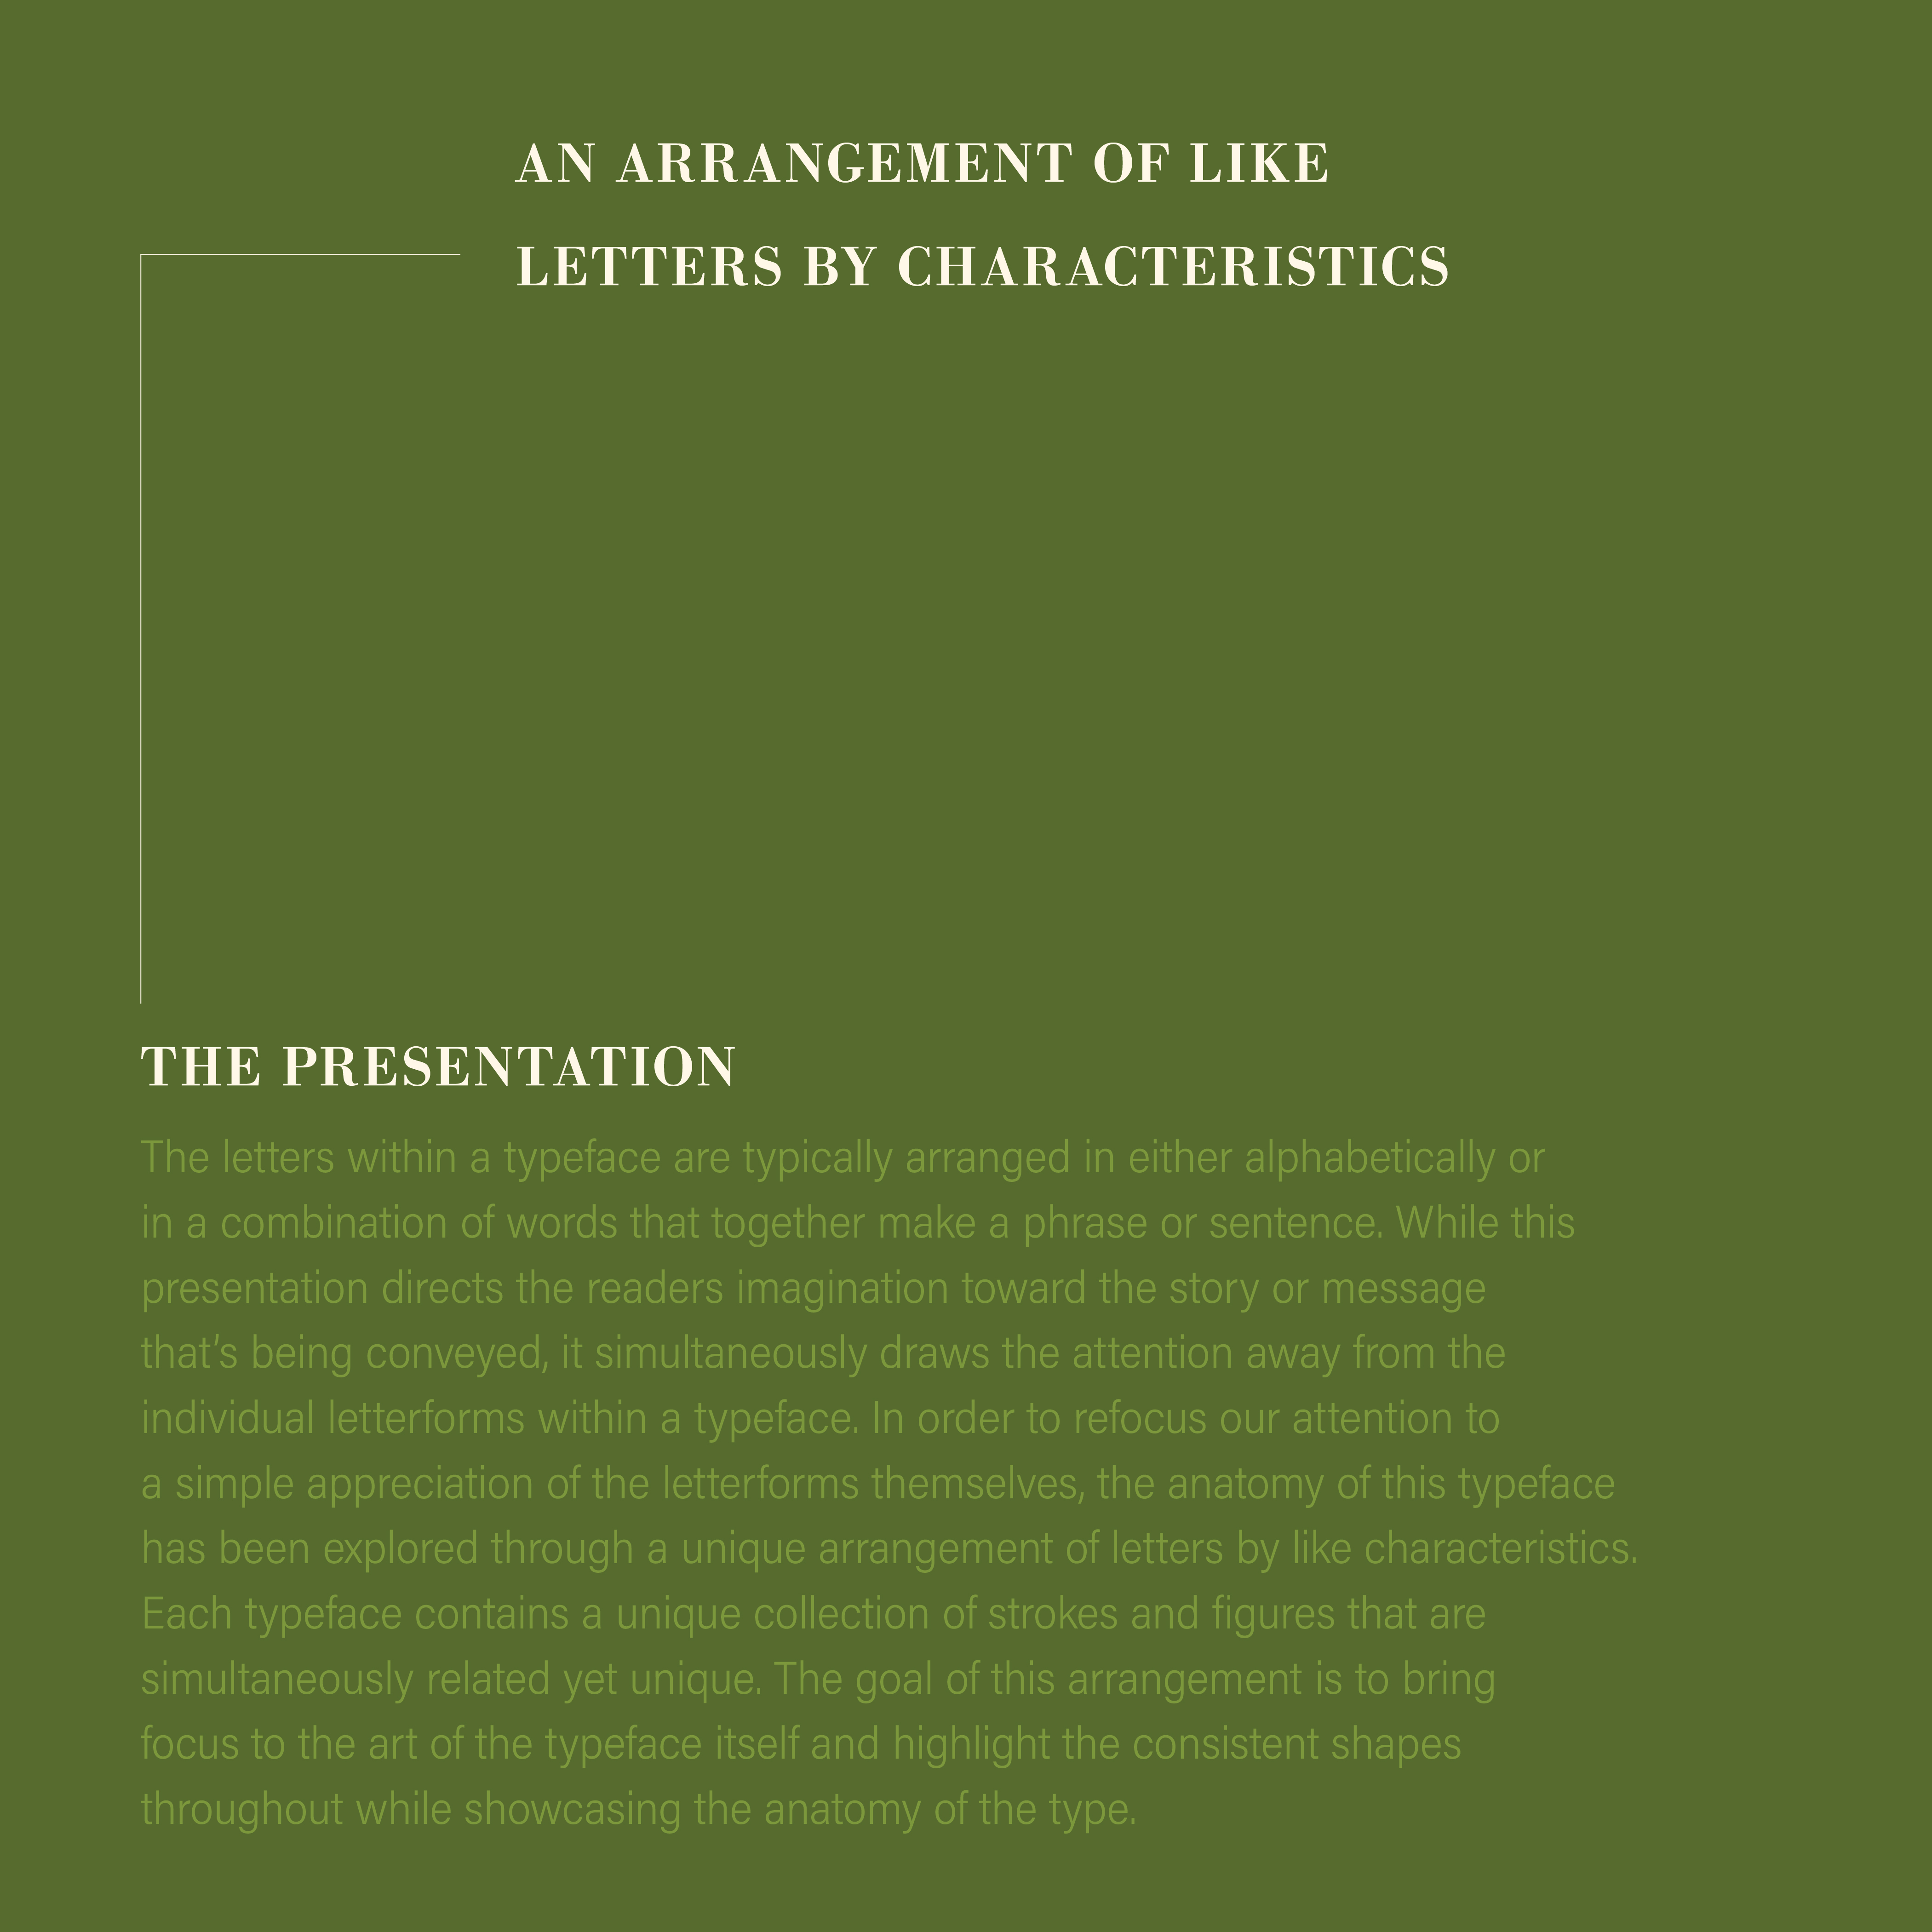 AN ARRANGEMENT OF LIKE
LETTERS BY CHARACTERISTICS
THE PRESENTATION
The letters within a typeface are typically arranged in either alphabetically or
in a combination of words that together make a phrase or sentence. While this
presentation directs the readers imagination toward the story or message
that’s being conveyed, it simultaneously draws the attention away from the
individual letterforms within a typeface. In order to refocus our attention to
a simple appreciation of the letterforms themselves, the anatomy of this typeface
has been explored through a unique arrangement of letters by like characteristics.
Each typeface contains a unique collection of strokes and figures that are
simultaneously related yet unique. The goal of this arrangement is to bring
focus to the art of the typeface itself and highlight the consistent shapes
throughout while showcasing the anatomy of the type.